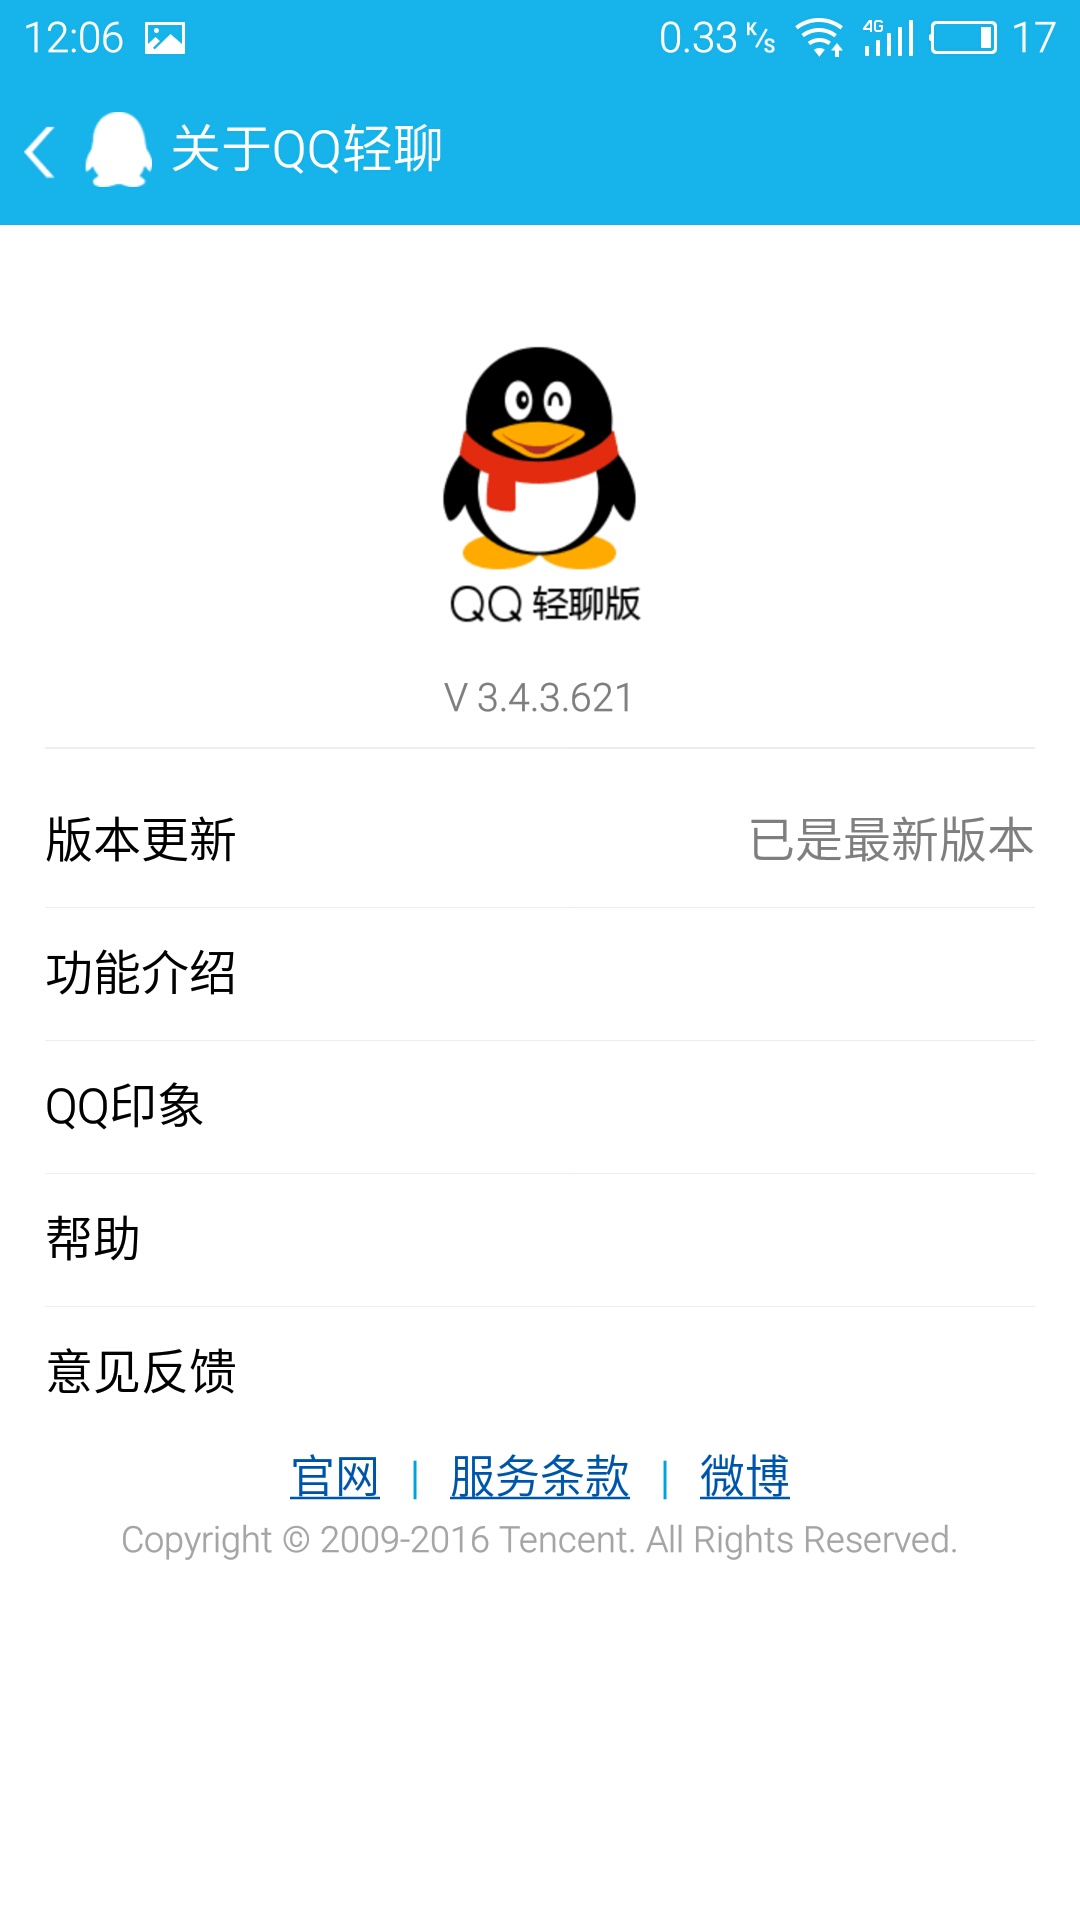 12:06 0.33 K/s 4G 17
关于QQ轻聊
QQ 轻聊版
V 3.4.3.621
版本更新 已是最新版本
功能介绍
QQ印象
帮助
意见反馈
官网 | 服务条款 | 微博
Copyright © 2009-2016 Tencent. All Rights Reserved.